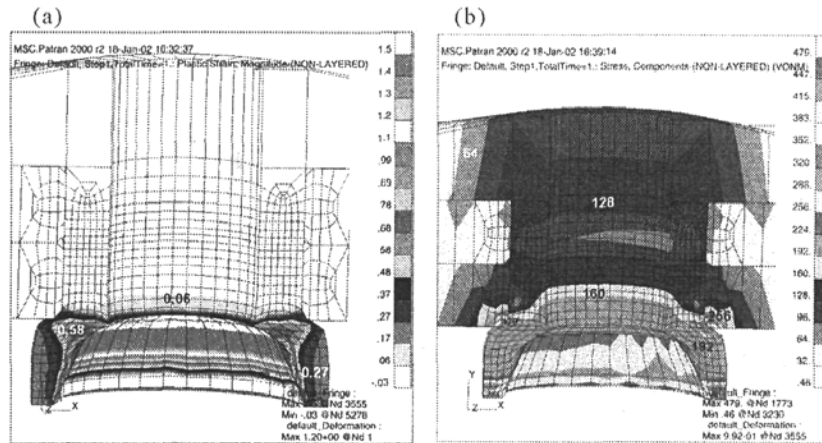 (a)
(b)
MSC.Patran 2000 r2 18-Jan-02 16:32:37
Fringe: Default, Step1,TotalTime=1.: Plastic Strain, Magnitude-(NON-LAYERED)
1.5
1.4
1.3
1.2
1.1
.99
.89
.78
.68
.58
.48
.37
.27
.17
.06
-.03
0.06
0.58
0.27
Z X
Fringe :
@Nd 3555
Min -.03 @Nd 5278
default_Deformation :
Max 1.20+00 @Nd 1
MSC.Patran 2000 r2 18-Jan-02 16:39:14
Fringe: Default, Step1,TotalTime=1.: Stress, Components-(NON-LAYERED) (VONM)
479.
447.
415.
383.
352.
320.
288.
256.
224.
192.
160.
128.
96.
64.
32.
.46
64
128
160
256
192
Y
Z X
Fringe :
Max 479. @Nd 1773
Min .46 @Nd 3230
default_Deformation :
Max 9.92-01 @Nd 3555